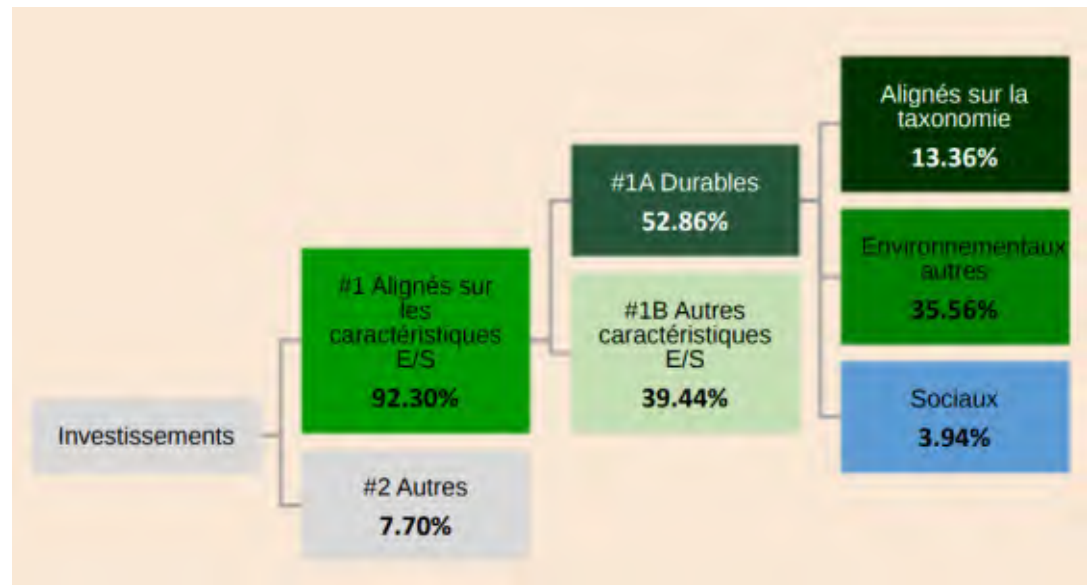 Investissements
#1 Alignés sur
les
caractéristiques
E/S
92.30%
#2 Autres
7.70%
#1A Durables
52.86%
#1B Autres
caractéristiques
E/S
39.44%
Alignés sur la
taxonomie
13.36%
Environnementaux
autres
35.56%
Sociaux
3.94%